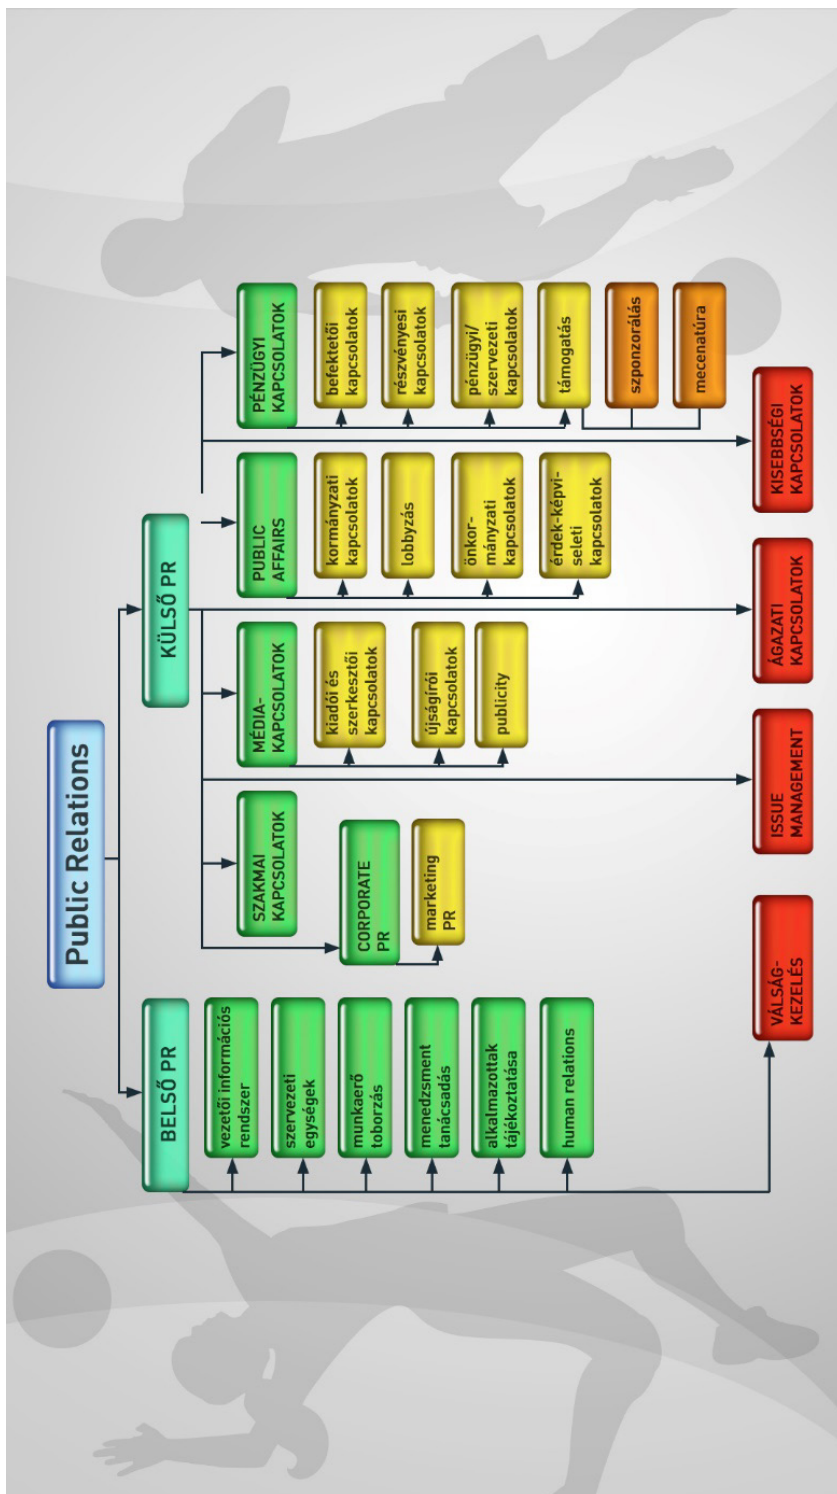 Public Relations
BELSŐ PR
vezetői információs
rendszer
szervezeti
egységek
munkaerő
toborzás
menedzsment
tanácsadás
alkalmazottak
tájékoztatása
human relations
VÁLSÁG-
KEZELÉS
KÜLSŐ PR
CORPORATE
PR
marketing
PR
SZAKMAI
KAPCSOLATOK
MÉDIA-
KAPCSOLATOK
kiadói és
szerkesztői
kapcsolatok
újságírói
kapcsolatok
publicity
PUBLIC
AFFAIRS
kormányzati
kapcsolatok
lobbyzás
önkor-
mányzati
kapcsolatok
érdek-képvi-
seleti
kapcsolatok
PÉNZÜGYI
KAPCSOLATOK
befektetői
kapcsolatok
részvényesi
kapcsolatok
pénzügyi/
szervezeti
kapcsolatok
támogatás
szponzorálás
mecenatúra
ISSUE
MANAGEMENT
ÁGAZATI
KAPCSOLATOK
KISEBBSÉGI
KAPCSOLATOK